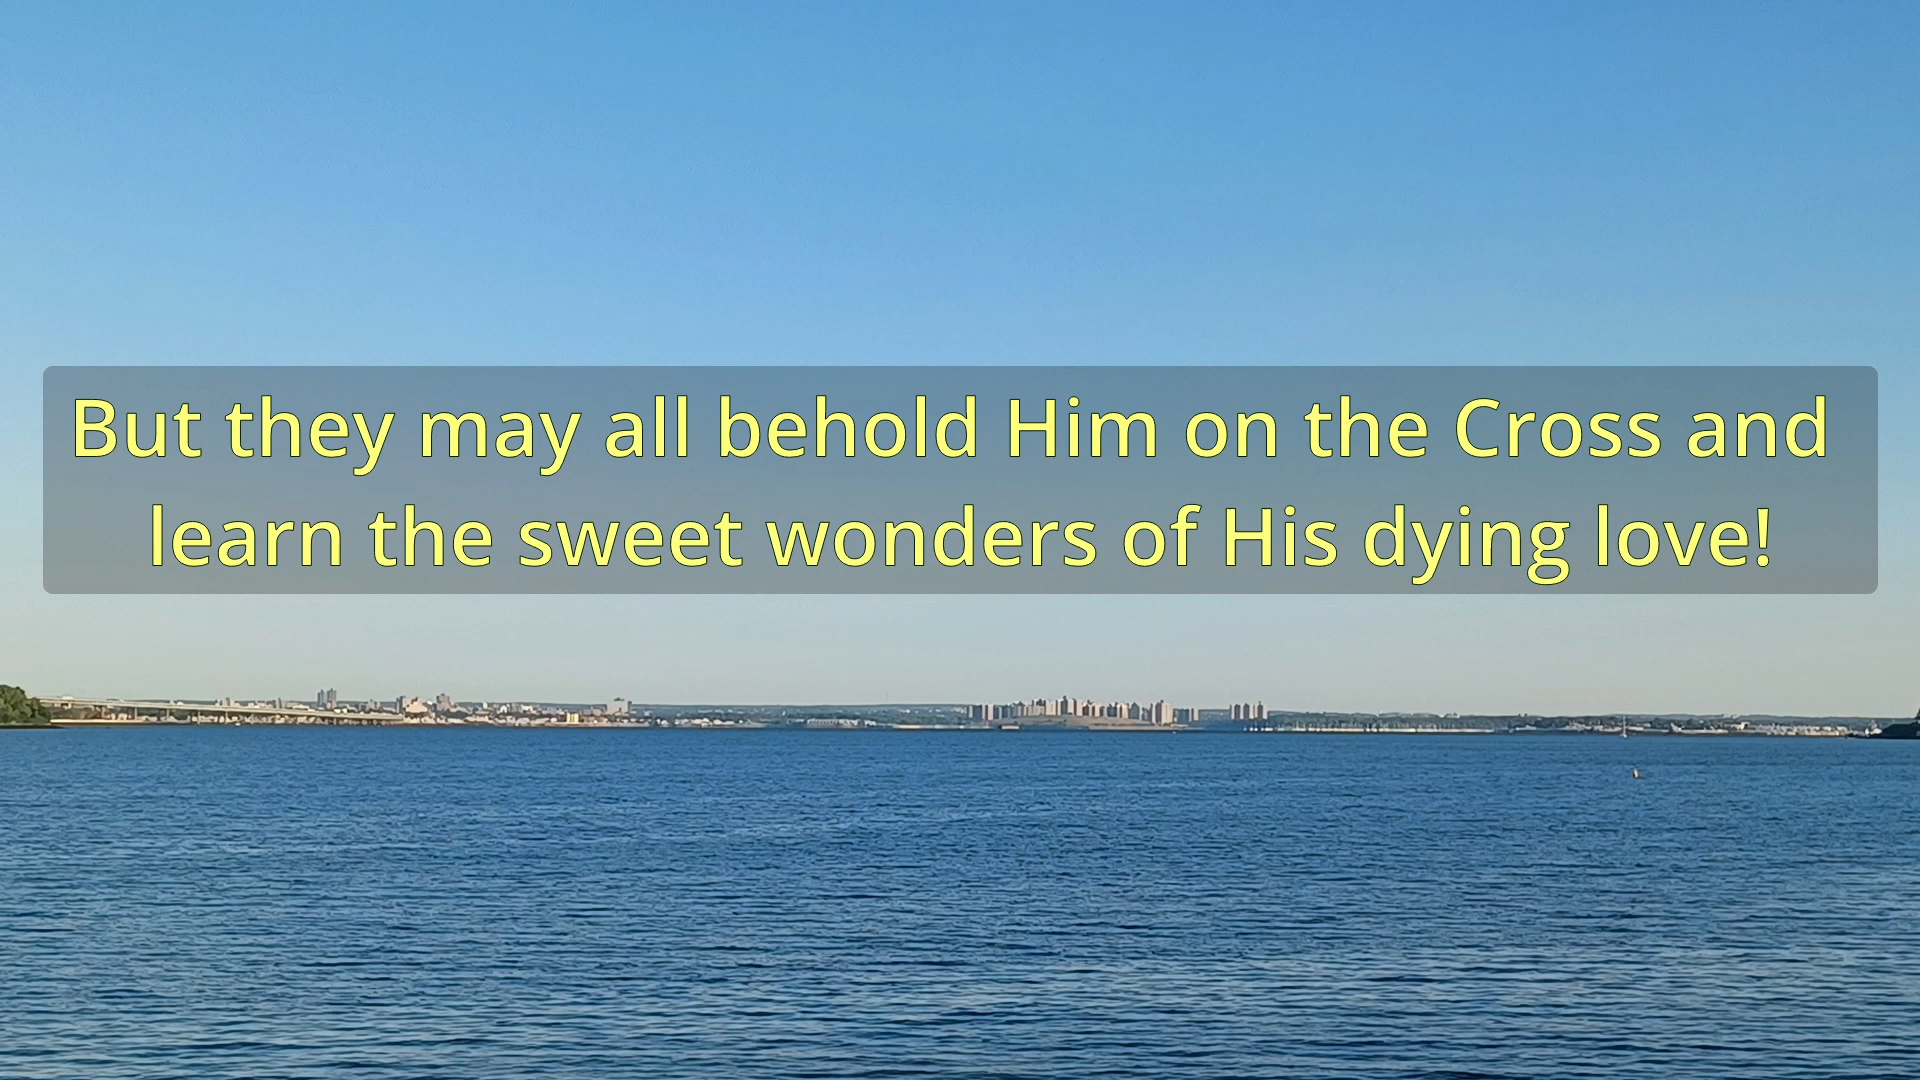 But they may all behold Him on the Cross and
learn the sweet wonders of His dying love!